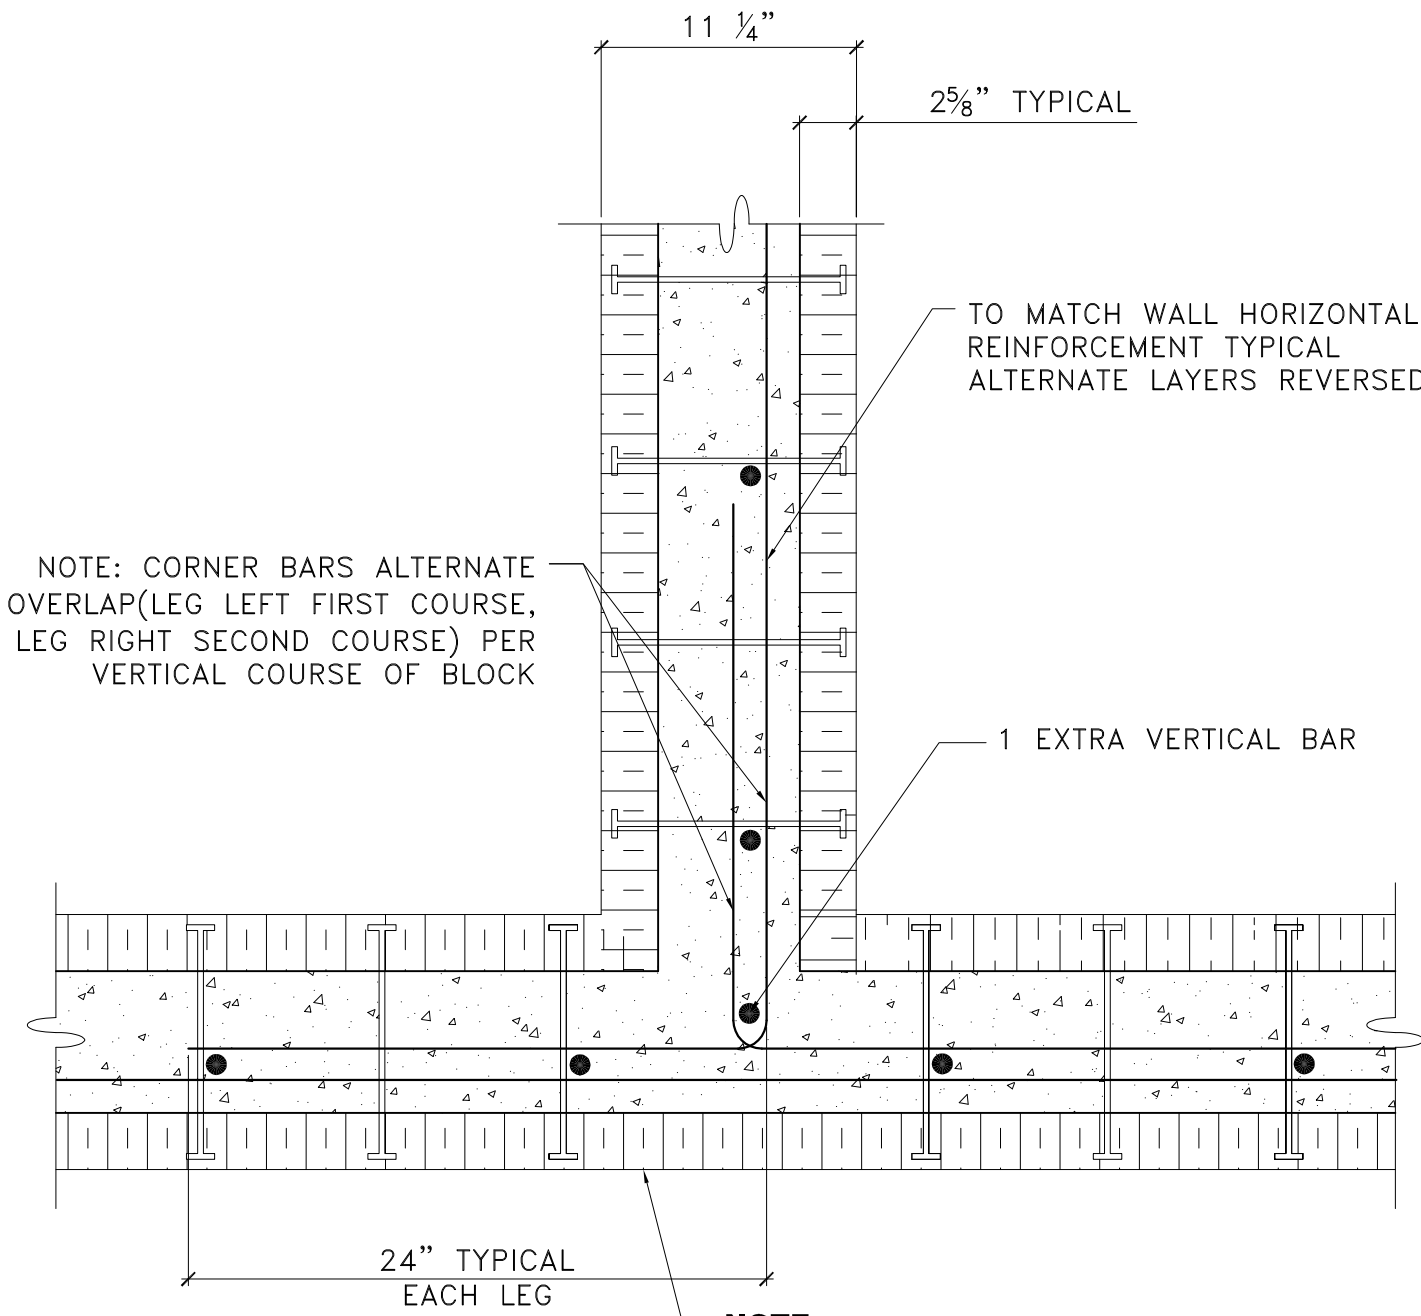 11 ¼”
2⅝” TYPICAL
TO MATCH WALL HORIZONTAL
REINFORCEMENT TYPICAL
ALTERNATE LAYERS REVERSED
NOTE: CORNER BARS ALTERNATE
OVERLAP(LEG LEFT FIRST COURSE,
LEG RIGHT SECOND COURSE) PER
VERTICAL COURSE OF BLOCK
1 EXTRA VERTICAL BAR
24” TYPICAL
EACH LEG
NOTE